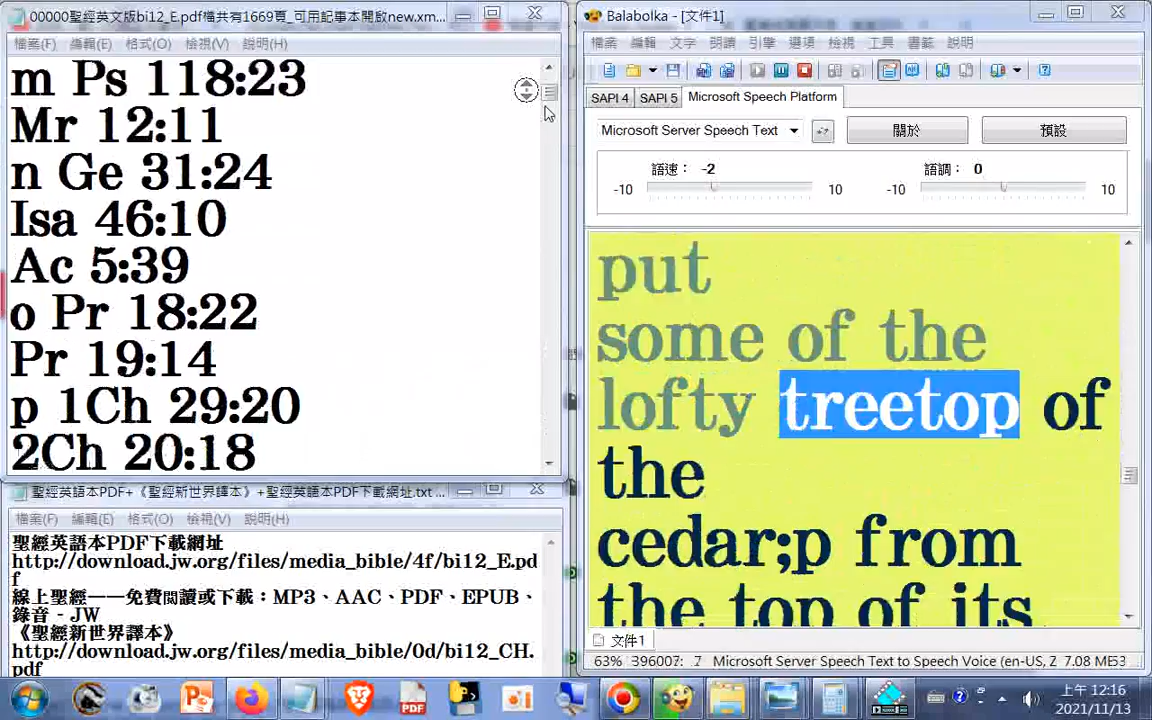 00000聖經英文版bi12_E.pdf檔共有1669頁_可用記事本開啟new.xm...
檔案(F) 編輯(E) 格式(O) 檢視(V) 說明(H)
m Ps 118:23
Mr 12:11
n Ge 31:24
Isa 46:10
Ac 5:39
o Pr 18:22
Pr 19:14
p 1Ch 29:20
2Ch 20:18
聖經英語本PDF+《聖經新世界譯本》+聖經英語本PDF下載網址.txt ...
檔案(F) 編輯(E) 格式(O) 檢視(V) 說明(H)
聖經英語本PDF下載網址
http://download.jw.org/files/media_bible/4f/bi12_E.pd
f
線上聖經——免費閱讀或下載：MP3、AAC、PDF、EPUB、
錄音 - JW
《聖經新世界譯本》
http://download.jw.org/files/media_bible/0d/bi12_CH.
pdf
Balabolka - [文件1]
檔案 編輯 文字 朗讀 引擎 選項 檢視 工具 書籤 說明
SAPI 4 SAPI 5 Microsoft Speech Platform
Microsoft Server Speech Text 關於 預設
語速： -2 語調： 0
-10 10 -10 10
put
some of the
lofty treetop of
the
cedar;p from
the top of its
文件1
63% 396007: .7 Microsoft Server Speech Text to Speech Voice (en-US, Z 7.08 ME53
上午 12:16
2021/11/13